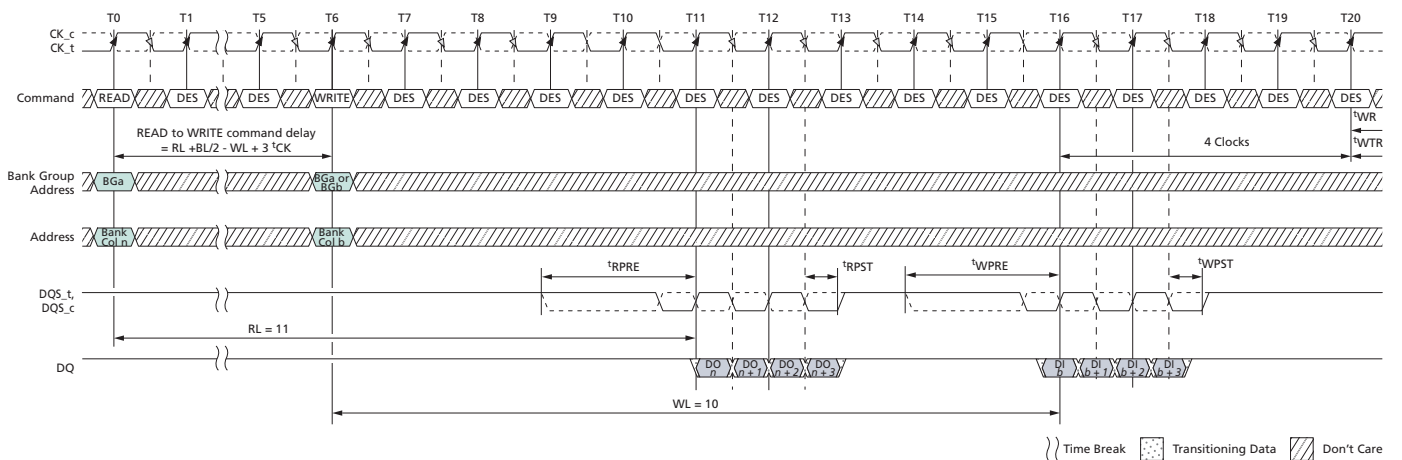 T0 T1 T5 T6 T7 T8 T9 T10 T11 T12 T13 T14 T15 T16 T17 T18 T19 T20
CK_c
CK_t
Command READ DES DES WRITE DES DES DES DES DES DES DES DES DES DES DES DES DES DES
tWR
READ to WRITE command delay
= RL +BL/2 - WL + 3 tCK
4 Clocks
tWTR
Bank Group
Address
BGa
BGa or
BGb
Address
Bank
Col n
Bank
Col b
tRPRE tRPST tWPRE tWPST
DQS_t,
DQS_c
RL = 11
DQ
DO
n
DO
n + 1
DO
n + 2
DO
n + 3
DI
b
DI
b + 1
DI
b + 2
DI
b + 3
WL = 10
Time Break Transitioning Data Don't Care